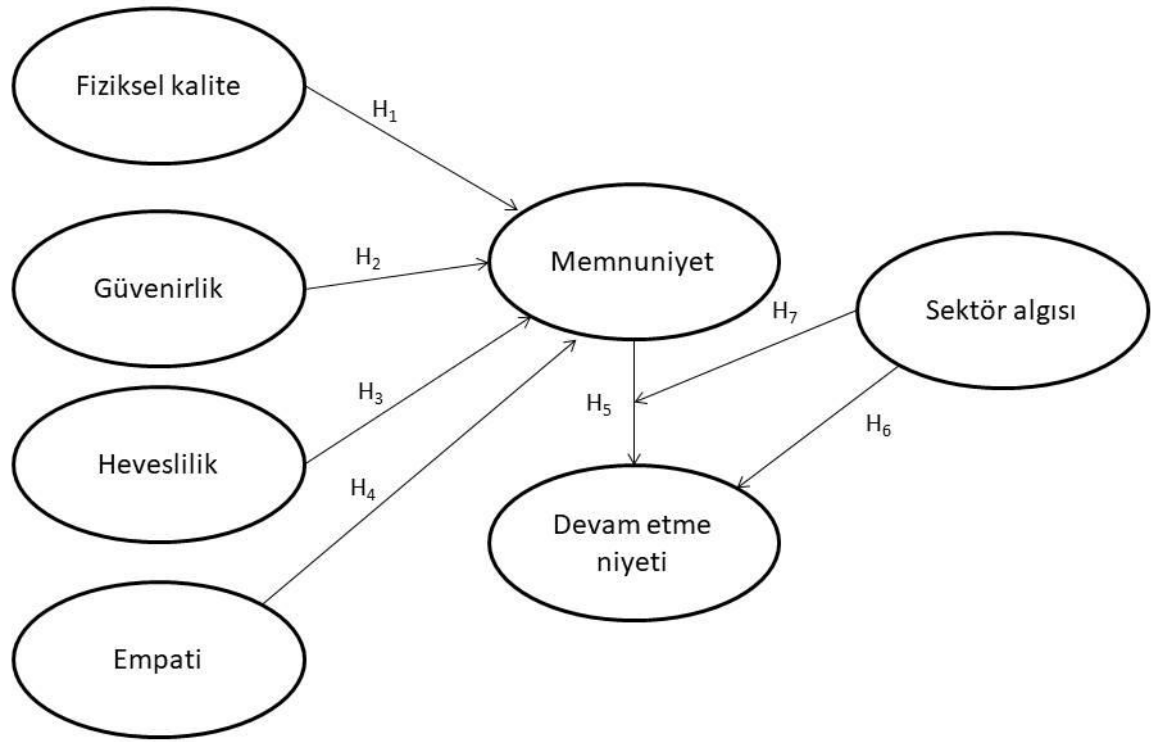 Fiziksel kalite
H₁
Güvenirlik
H₂
Memnuniyet
Sektör algısı
H₇
Heveslilik
H₃
H₅
H₆
H₄
Devam etme
niyeti
Empati